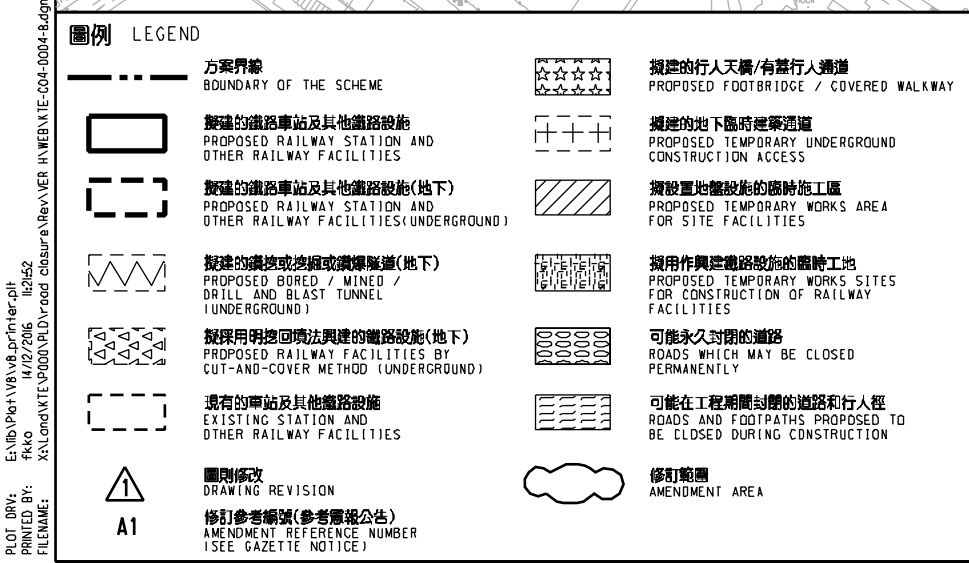 圖例 LEGEND
方案界線
BOUNDARY OF THE SCHEME
擬建的鐵路車站及其他鐵路設施
PROPOSED RAILWAY STATION AND
OTHER RAILWAY FACILITIES
擬建的鐵路車站及其他鐵路設施(地下)
PROPOSED RAILWAY STATION AND
OTHER RAILWAY FACILITIES(UNDERGROUND)
擬建的鑽挖或挖掘或鑽爆隧道(地下)
PROPOSED BORED / MINED /
DRILL AND BLAST TUNNEL
(UNDERGROUND)
擬採用明挖回填法興建的鐵路設施(地下)
PROPOSED RAILWAY FACILITIES BY
CUT-AND-COVER METHOD (UNDERGROUND)
現有的車站及其他鐵路設施
EXISTING STATION AND
OTHER RAILWAY FACILITIES
1
圖則修改
DRAWING REVISION
A1
修訂參考編號(參考憲報公告)
AMENDMENT REFERENCE NUMBER
(SEE GAZETTE NOTICE)
擬建的行人天橋/有蓋行人通道
PROPOSED FOOTBRIDGE / COVERED WALKWAY
擬建的地下臨時建築通道
PROPOSED TEMPORARY UNDERGROUND
CONSTRUCTION ACCESS
擬設置地盤設施的臨時施工區
PROPOSED TEMPORARY WORKS AREA
FOR SITE FACILITIES
擬用作興建鐵路設施的臨時工地
PROPOSED TEMPORARY WORKS SITES
FOR CONSTRUCTION OF RAILWAY
FACILITIES
可能永久封閉的道路
ROADS WHICH MAY BE CLOSED
PERMANENTLY
可能在工程期間封閉的道路和行人徑
ROADS AND FOOTPATHS PROPOSED TO
BE CLOSED DURING CONSTRUCTION
修訂範圍
AMENDMENT AREA
PLOT DRV: E:\lib\Plot\V8\v8_printer.plt
PRINTED BY: fkko 14/12/2016 11:21:52
FILENAME: X:\Land\KTE\P000\PLD\road closure\Rev\VER H\WEB\KTE-C04-0004-B.dgn